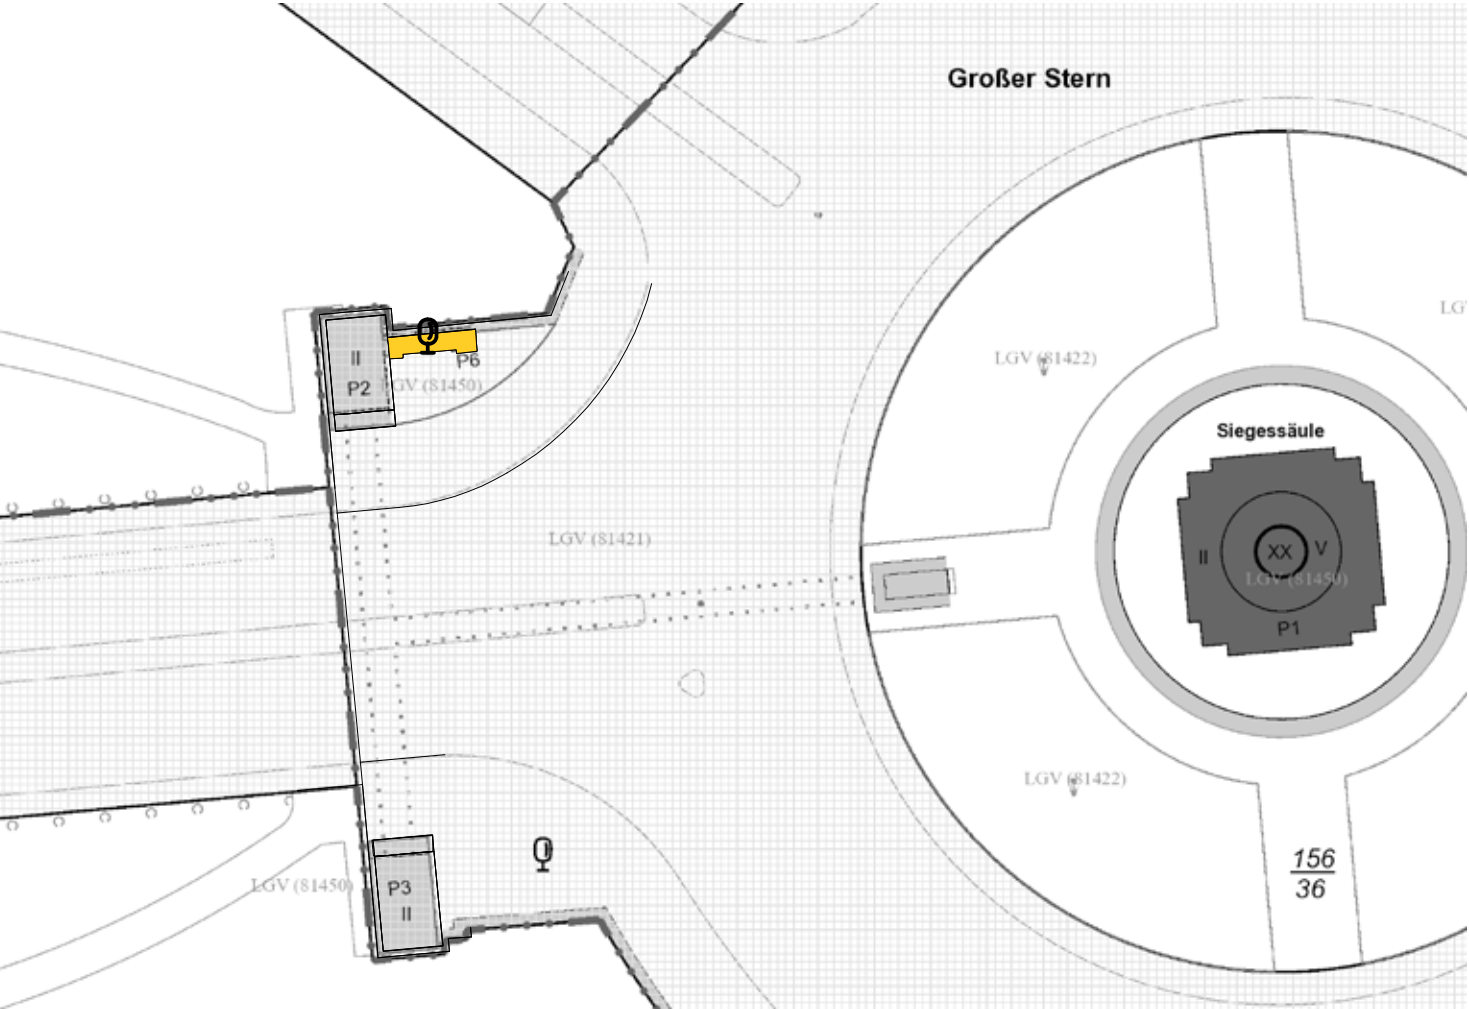 Großer Stern
LGV (81422)
II
P6
P2
LGV (81450)
Siegessäule
LGV (81421)
II
XX
V
LGV (81450)
P1
LGV (81422)
156
36
P3
LGV (81450)
II